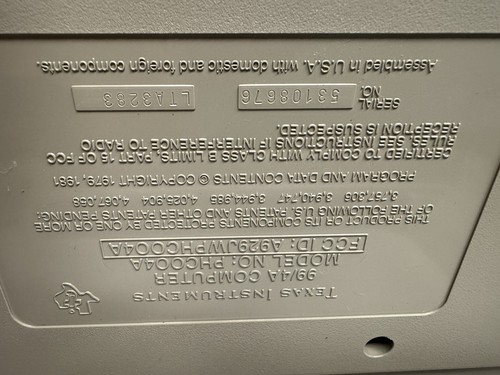 TEXAS INSTRUMENTS
99/4A COMPUTER
MODEL NO: PHC004A
FCC ID: A929JWPHC004A
THIS PRODUCT OR ITS COMPONENTS PROTECTED BY ONE OR MORE
OF THE FOLLOWING U.S. PATENTS AND OTHER PATENTS PENDING:
3,757,306 3,940,747 3,944,985 4,029,904 4,067,088
PROGRAM AND DATA CONTENTS © COPYRIGHT 1979, 1981
CERTIFIED TO COMPLY WITH CLASS B LIMITS, PART 15 OF FCC
RULES. SEE INSTRUCTIONS IF INTERFERENCE TO RADIO
RECEPTION IS SUSPECTED.
SERIAL NO. 53108676 LTA3283
Assembled in U.S.A. with domestic and foreign components.